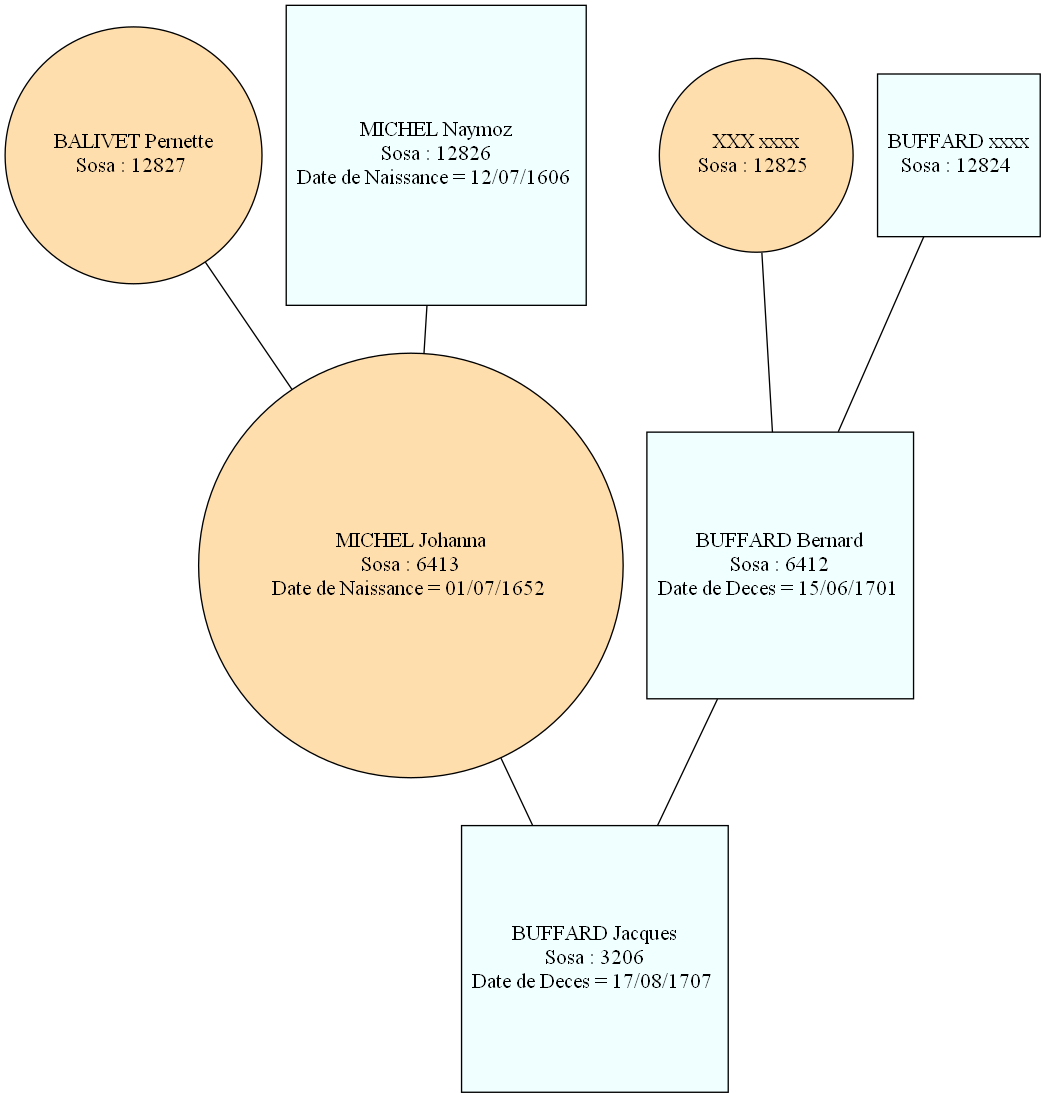 BALIVET Pernette
Sosa : 12827
MICHEL Naymoz
Sosa : 12826
Date de Naissance = 12/07/1606
XXX xxxx
Sosa : 12825
BUFFARD xxxx
Sosa : 12824
MICHEL Johanna
Sosa : 6413
Date de Naissance = 01/07/1652
BUFFARD Bernard
Sosa : 6412
Date de Deces = 15/06/1701
BUFFARD Jacques
Sosa : 3206
Date de Deces = 17/08/1707